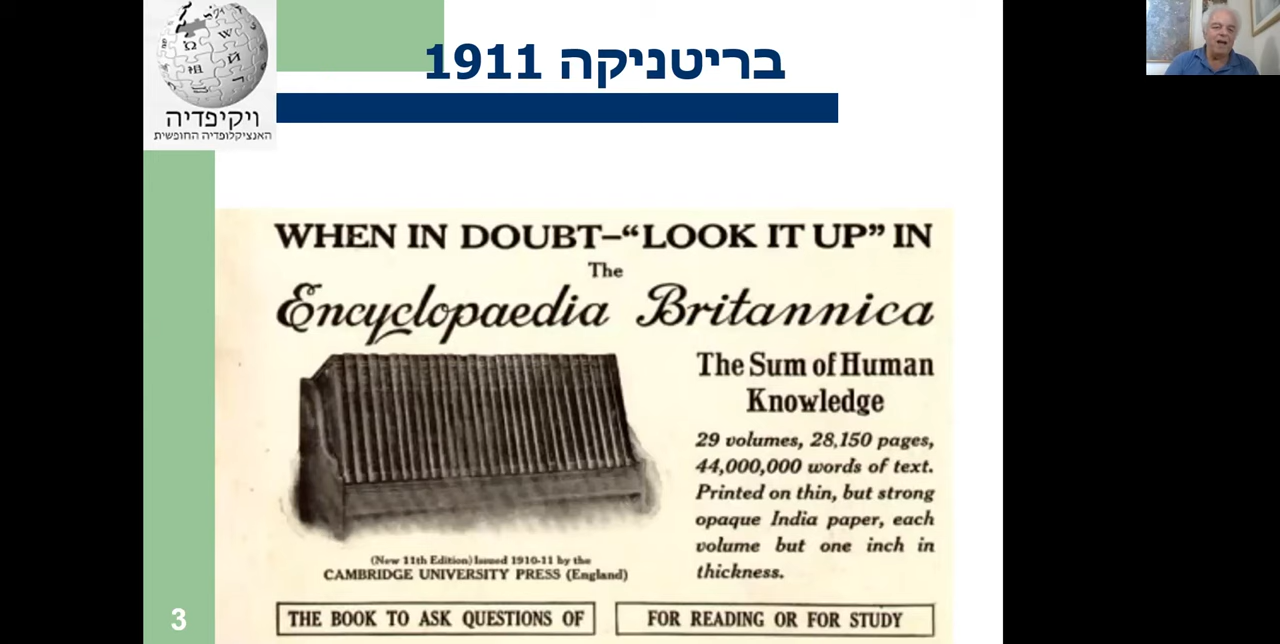 בריטניקה 1911
ויקיפדיה
האנציקלופדיה החופשית
WHEN IN DOUBT—“LOOK IT UP” IN
The
Encyclopaedia Britannica
The Sum of Human
Knowledge
29 volumes, 28,150 pages,
44,000,000 words of text.
Printed on thin, but strong
opaque India paper, each
volume but one inch in
thickness.
(New 11th Edition) Issued 1910-11 by the
CAMBRIDGE UNIVERSITY PRESS (England)
THE BOOK TO ASK QUESTIONS OF
FOR READING OR FOR STUDY
3